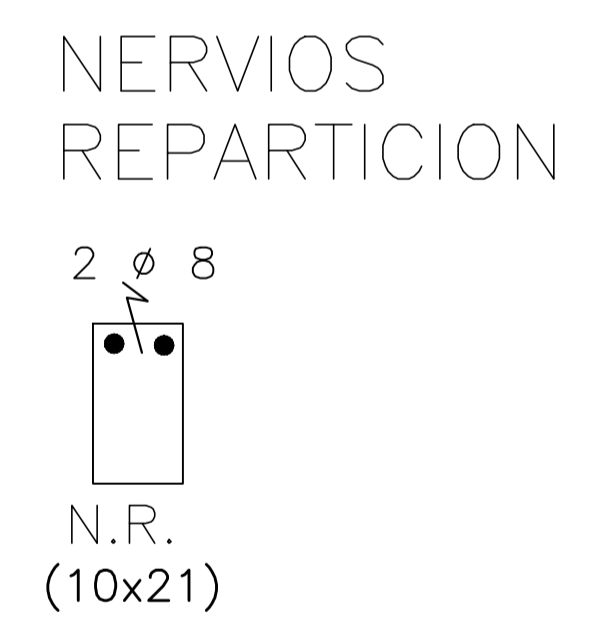 NERVIOS
REPARTICION
2 ø 8
N.R.
(10x21)